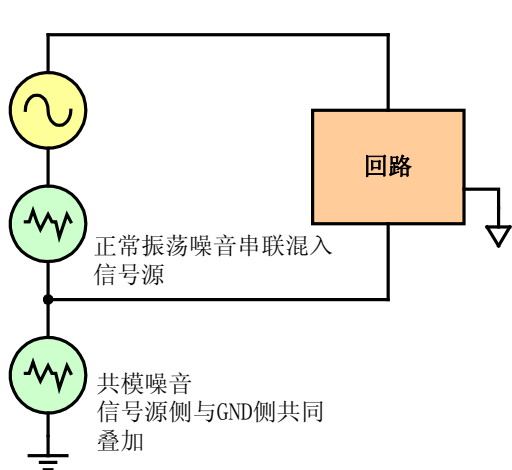 回路
正常振荡噪音串联混入
信号源
共模噪音
信号源侧与GND侧共同
叠加